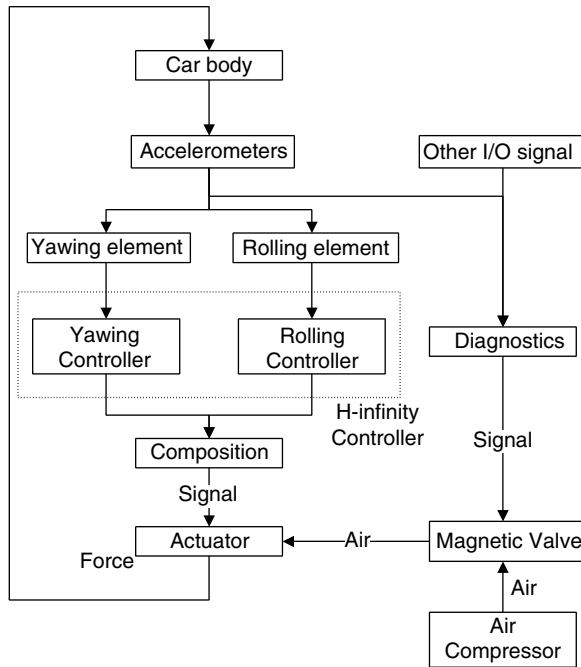 Car body
Accelerometers
Other I/O signal
Yawing element
Rolling element
Yawing
Controller
Rolling
Controller
Diagnostics
H-infinity
Controller
Composition
Signal
Signal
Actuator
Air
Magnetic Valve
Force
Air
Air
Compressor